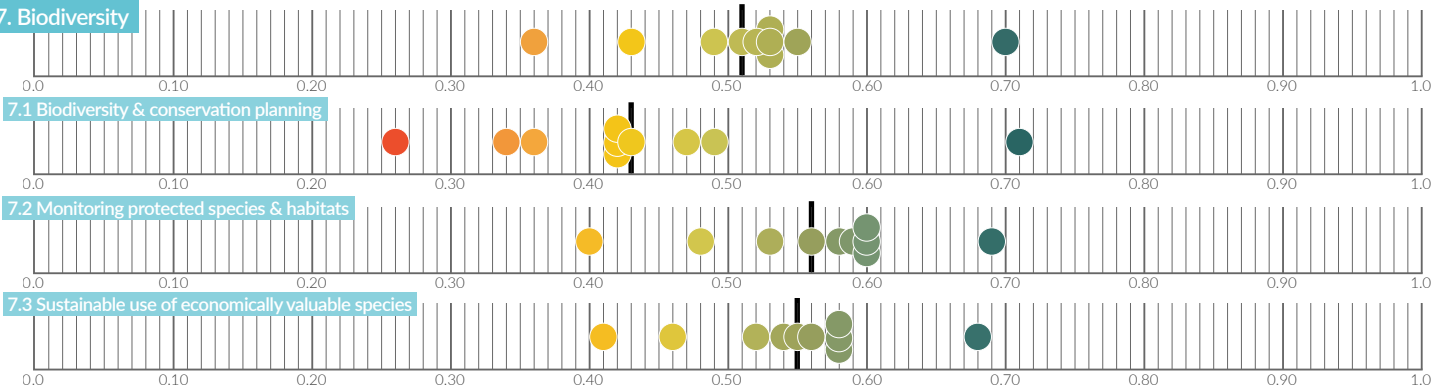 7. Biodiversity
0.0 0.10 0.20 0.30 0.40 0.50 0.60 0.70 0.80 0.90 1.0
7.1 Biodiversity & conservation planning
0.0 0.10 0.20 0.30 0.40 0.50 0.60 0.70 0.80 0.90 1.0
7.2 Monitoring protected species & habitats
0.0 0.10 0.20 0.30 0.40 0.50 0.60 0.70 0.80 0.90 1.0
7.3 Sustainable use of economically valuable species
0.0 0.10 0.20 0.30 0.40 0.50 0.60 0.70 0.80 0.90 1.0